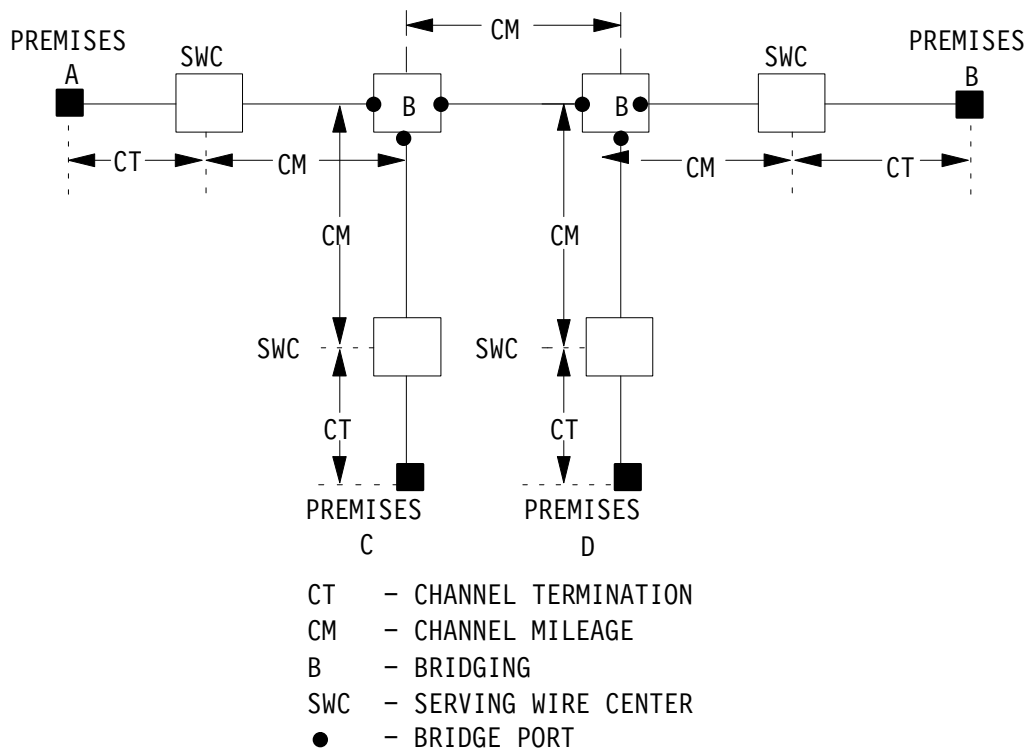 CM
PREMISES
A
SWC
SWC
PREMISES
B
B
B
CT
CM
CM
CT
CM
CM
SWC
SWC
CT
CT
PREMISES
C
PREMISES
D
CT – CHANNEL TERMINATION
CM – CHANNEL MILEAGE
B – BRIDGING
SWC – SERVING WIRE CENTER
● – BRIDGE PORT